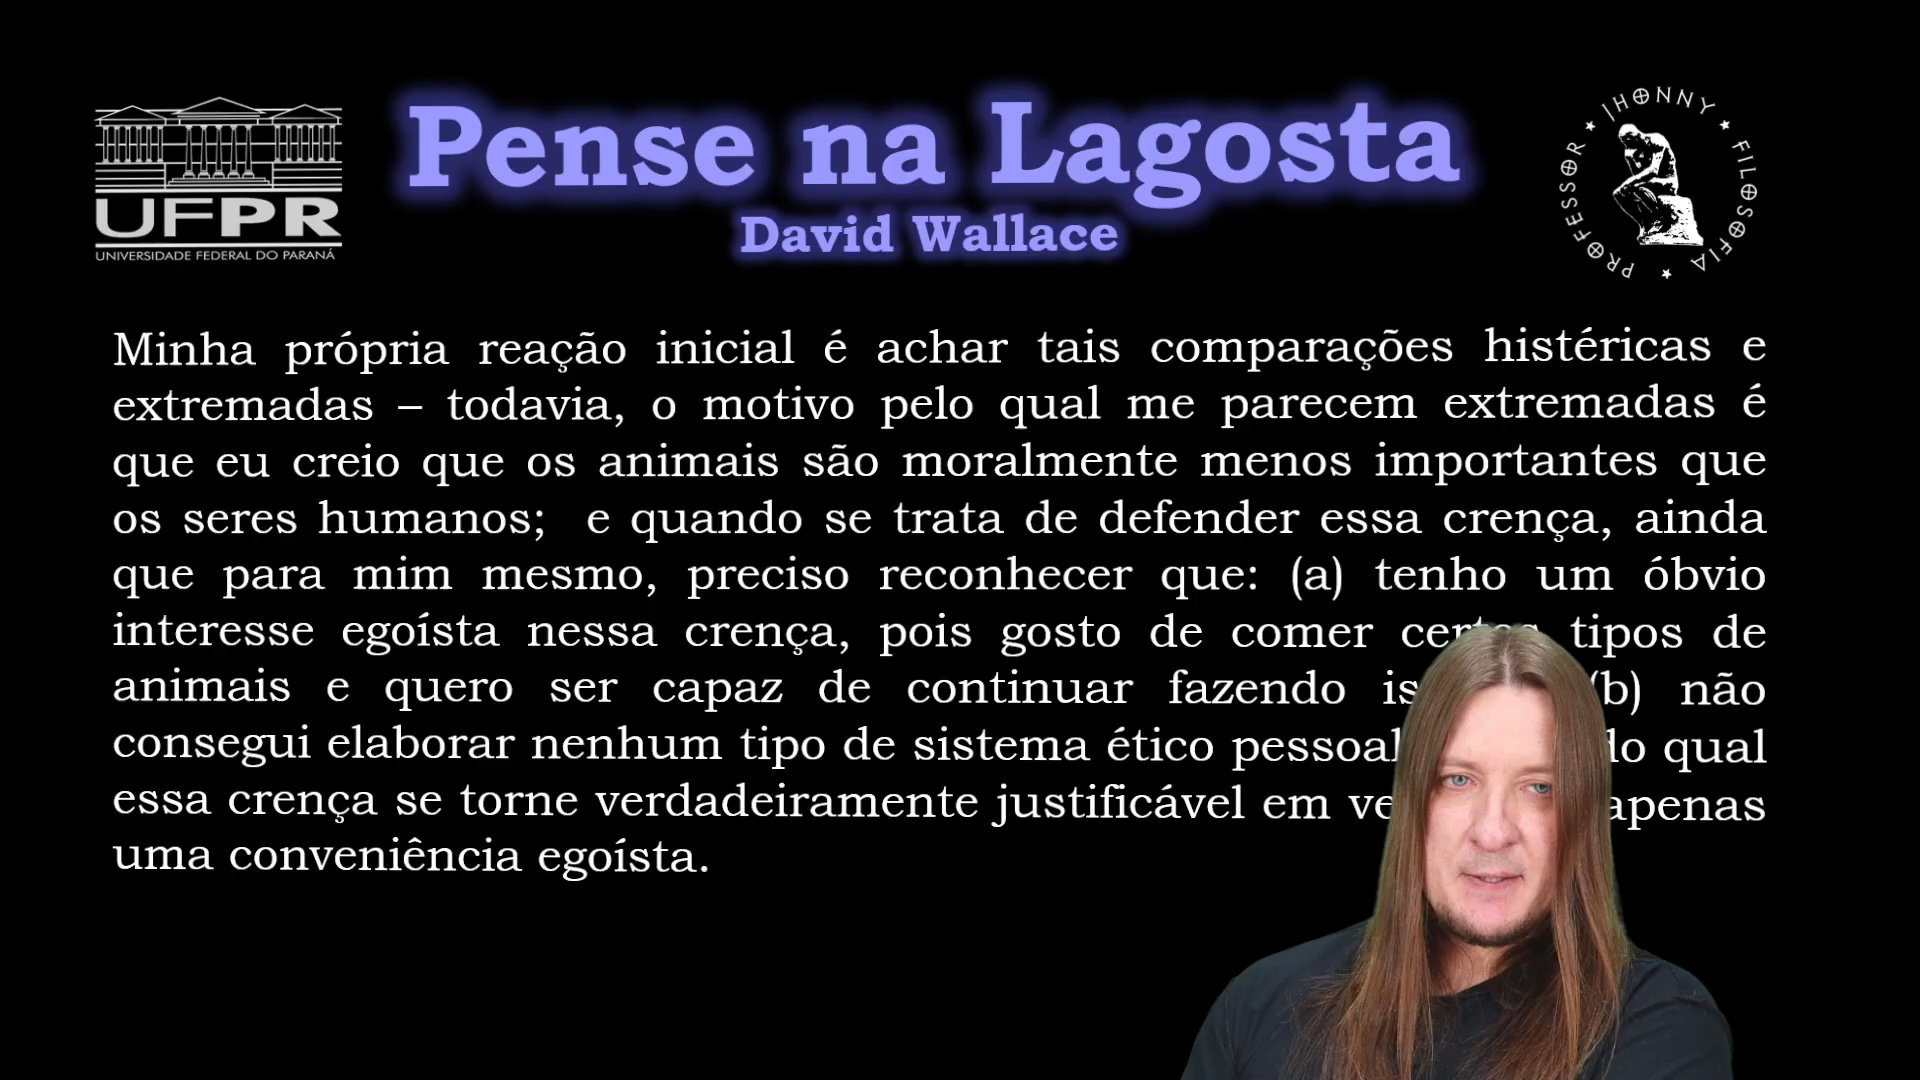 UFPR
UNIVERSIDADE FEDERAL DO PARANÁ
Pense na Lagosta
David Wallace
PROFESSOR ★ JHONNY ★ FILOSOFIA ★
Minha própria reação inicial é achar tais comparações histéricas e
extremadas – todavia, o motivo pelo qual me parecem extremadas é
que eu creio que os animais são moralmente menos importantes que
os seres humanos;  e quando se trata de defender essa crença, ainda
que para mim mesmo, preciso reconhecer que: (a) tenho um óbvio
interesse egoísta nessa crença, pois gosto de comer certos tipos de
animais e quero ser capaz de continuar fazendo (b) não
consegui elaborar nenhum tipo de sistema ético pessoal qual
essa crença se torne verdadeiramente justificável em apenas
uma conveniência egoísta.